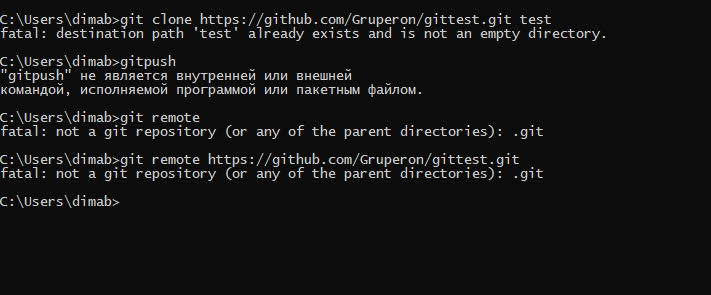 C:\Users\dimab>git clone https://github.com/Gruperon/gittest.git test
fatal: destination path 'test' already exists and is not an empty directory.
C:\Users\dimab>gitpush
"gitpush" не является внутренней или внешней
командой, исполняемой программой или пакетным файлом.
C:\Users\dimab>git remote
fatal: not a git repository (or any of the parent directories): .git
C:\Users\dimab>git remote https://github.com/Gruperon/gittest.git
fatal: not a git repository (or any of the parent directories): .git
C:\Users\dimab>